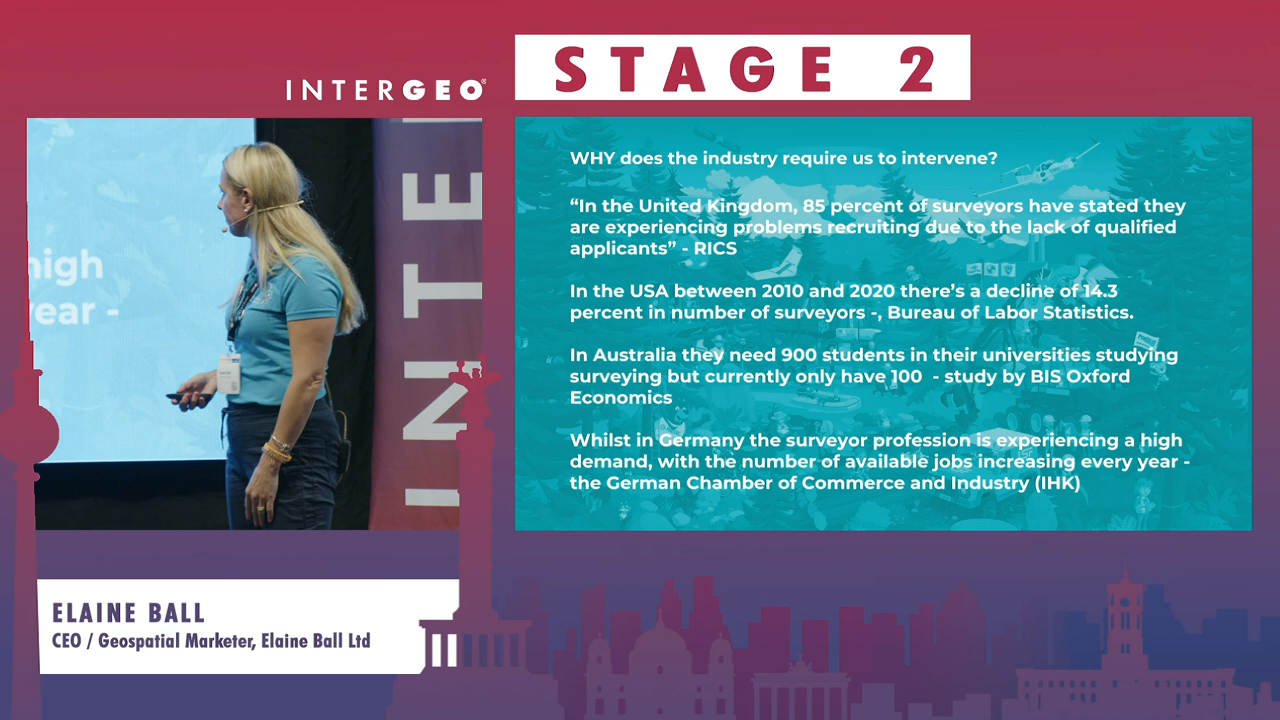 STAGE 2
INTERGEO®
WHY does the industry require us to intervene?
“In the United Kingdom, 85 percent of surveyors have stated they
are experiencing problems recruiting due to the lack of qualified
applicants” - RICS
In the USA between 2010 and 2020 there’s a decline of 14.3
percent in number of surveyors -, Bureau of Labor Statistics.
In Australia they need 900 students in their universities studying
surveying but currently only have 100 - study by BIS Oxford
Economics
Whilst in Germany the surveyor profession is experiencing a high
demand, with the number of available jobs increasing every year -
the German Chamber of Commerce and Industry (IHK)
high
year -
INTE
ELAINE BALL
CEO / Geospatial Marketer, Elaine Ball Ltd